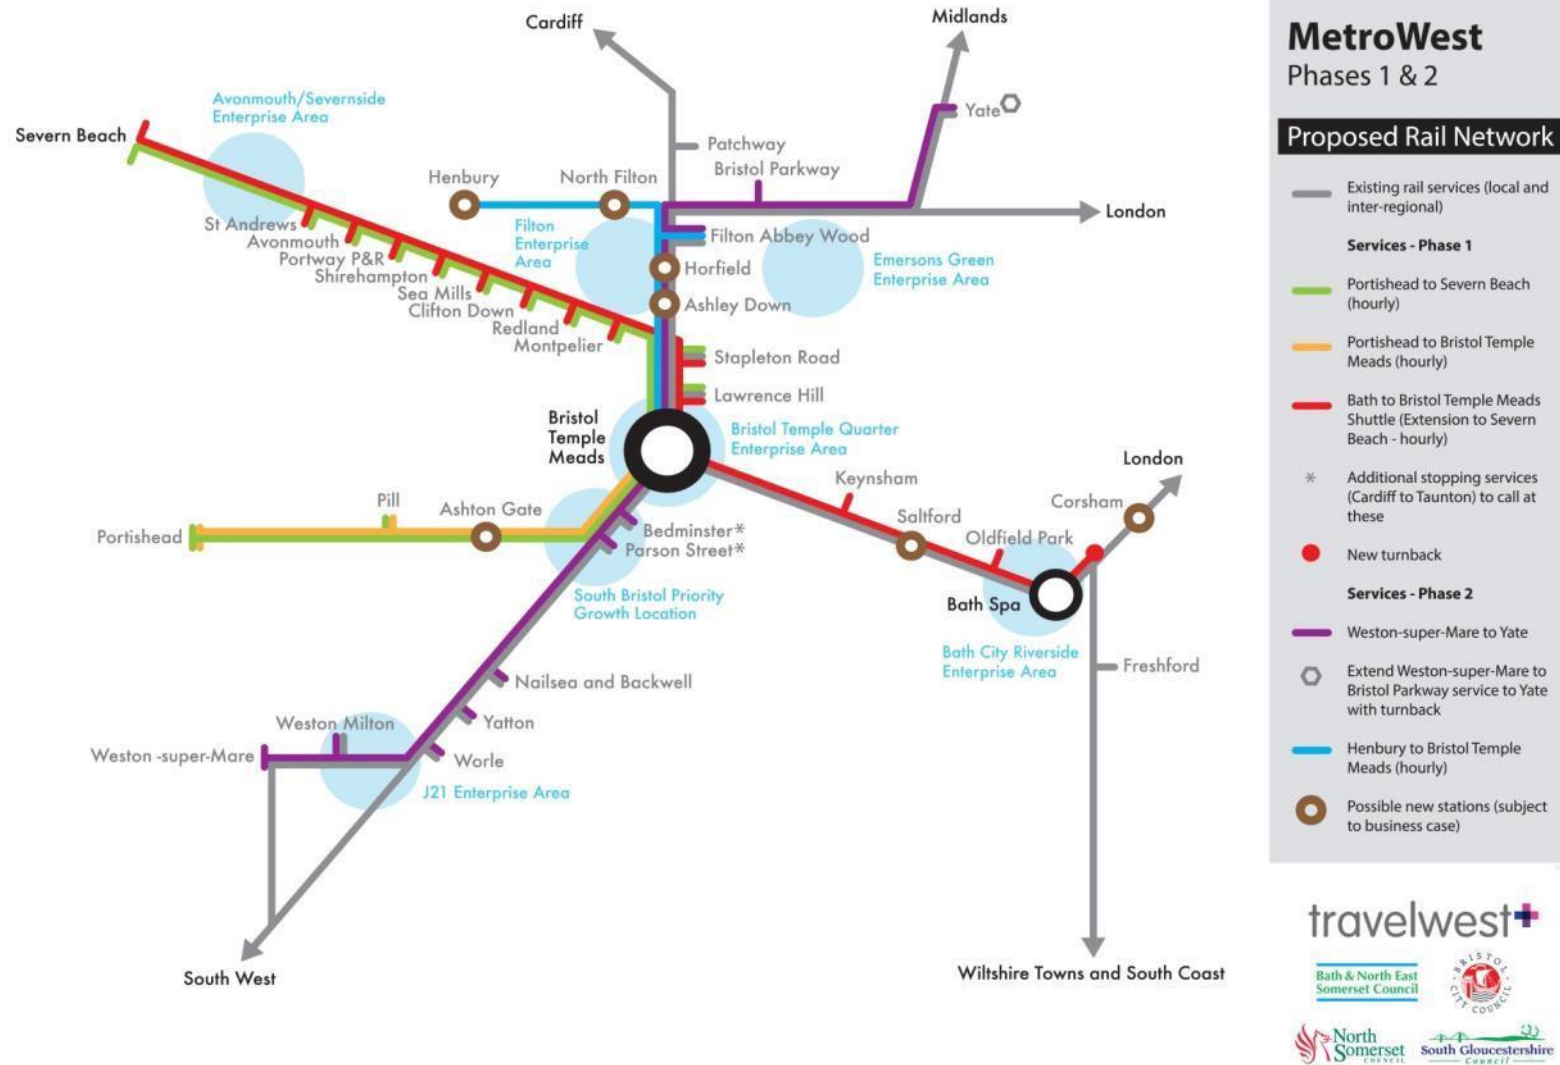 Cardiff
Midlands
Avonmouth/Severnside
Enterprise Area
Severn Beach
Yate
Patchway
Bristol Parkway
Henbury
North Filton
London
St Andrews
Avonmouth
Portway P&R
Shirehampton
Sea Mills
Clifton Down
Redland
Montpelier
Filton
Enterprise
Area
Filton Abbey Wood
Horfield
Ashley Down
Emersons Green
Enterprise Area
Stapleton Road
Lawrence Hill
Bristol
Temple
Meads
Bristol Temple Quarter
Enterprise Area
Keynsham
London
Corsham
Saltford
Oldfield Park
Pill
Ashton Gate
Portishead
Bedminster*
Parson Street*
South Bristol Priority
Growth Location
Bath Spa
Bath City Riverside
Enterprise Area
Freshford
Nailsea and Backwell
Yatton
Worle
Weston Milton
Weston -super-Mare
J21 Enterprise Area
South West
Wiltshire Towns and South Coast
MetroWest
Phases 1 & 2
Proposed Rail Network
Existing rail services (local and
inter-regional)
Services - Phase 1
Portishead to Severn Beach
(hourly)
Portishead to Bristol Temple
Meads (hourly)
Bath to Bristol Temple Meads
Shuttle (Extension to Severn
Beach - hourly)
* Additional stopping services
(Cardiff to Taunton) to call at
these
New turnback
Services - Phase 2
Weston-super-Mare to Yate
Extend Weston-super-Mare to
Bristol Parkway service to Yate
with turnback
Henbury to Bristol Temple
Meads (hourly)
Possible new stations (subject
to business case)
travelwest+
Bath & North East
Somerset Council
BRISTOL
CITY COUNCIL
North
Somerset
COUNCIL
South Gloucestershire
Council